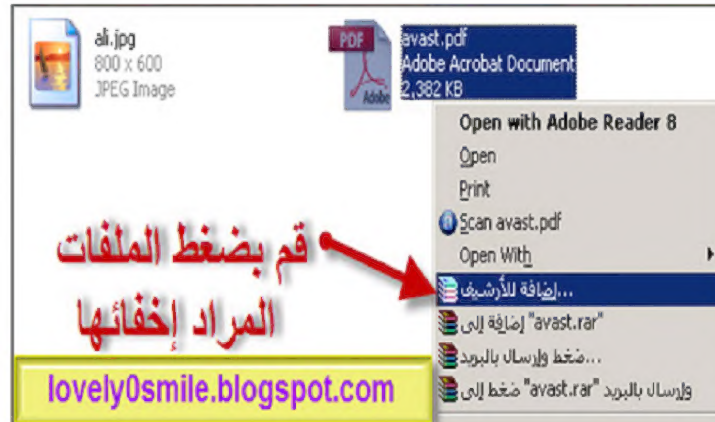 ali.jpg
800 x 600
JPEG Image
PDF
Adobe
avast.pdf
Adobe Acrobat Document
2,382 KB
Open with Adobe Reader 8
Open
Print
Scan avast.pdf
Open With
إضافة للأرشيف...
إضافة إلى "avast.rar"
ضغط وإرسال بالبريد...
ضغط إلى "avast.rar" وإرسال بالبريد
قم بضغط الملفات
المراد إخفائها
lovely0smile.blogspot.com